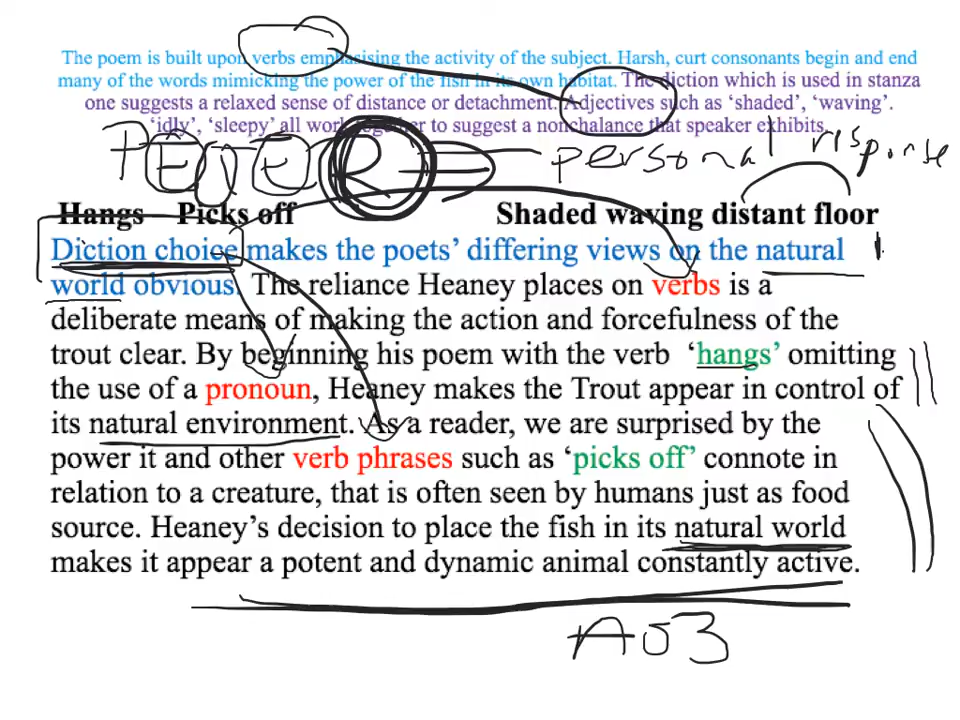 The poem is built upon verbs emphasising the activity of the subject. Harsh, curt consonants begin and end
many of the words mimicking the power of the fish in its own habitat. The diction which is used in stanza
one suggests a relaxed sense of distance or detachment. Adjectives such as ‘shaded’, ‘waving’.
‘idly’, ‘sleepy’ all work together to suggest a nonchalance that speaker exhibits.
personal response
Hangs Picks off Shaded waving distant floor
Diction choice makes the poets’ differing views on the natural
world obvious. The reliance Heaney places on verbs is a
deliberate means of making the action and forcefulness of the
trout clear. By beginning his poem with the verb ‘hangs’ omitting
the use of a pronoun, Heaney makes the Trout appear in control of
its natural environment. As a reader, we are surprised by the
power it and other verb phrases such as ‘picks off’ connote in
relation to a creature, that is often seen by humans just as food
source. Heaney’s decision to place the fish in its natural world
makes it appear a potent and dynamic animal constantly active.
AO3